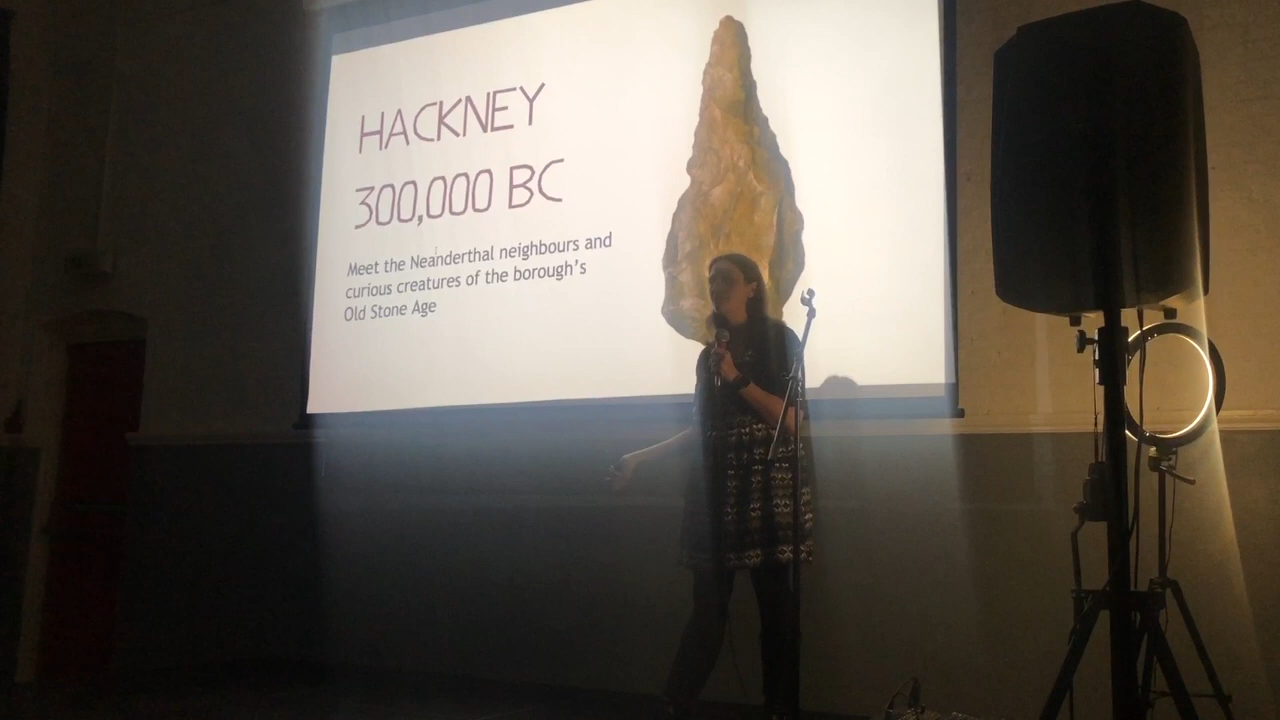 HACKNEY
300,000 BC
Meet the Neanderthal neighbours and
curious creatures of the borough’s
Old Stone Age